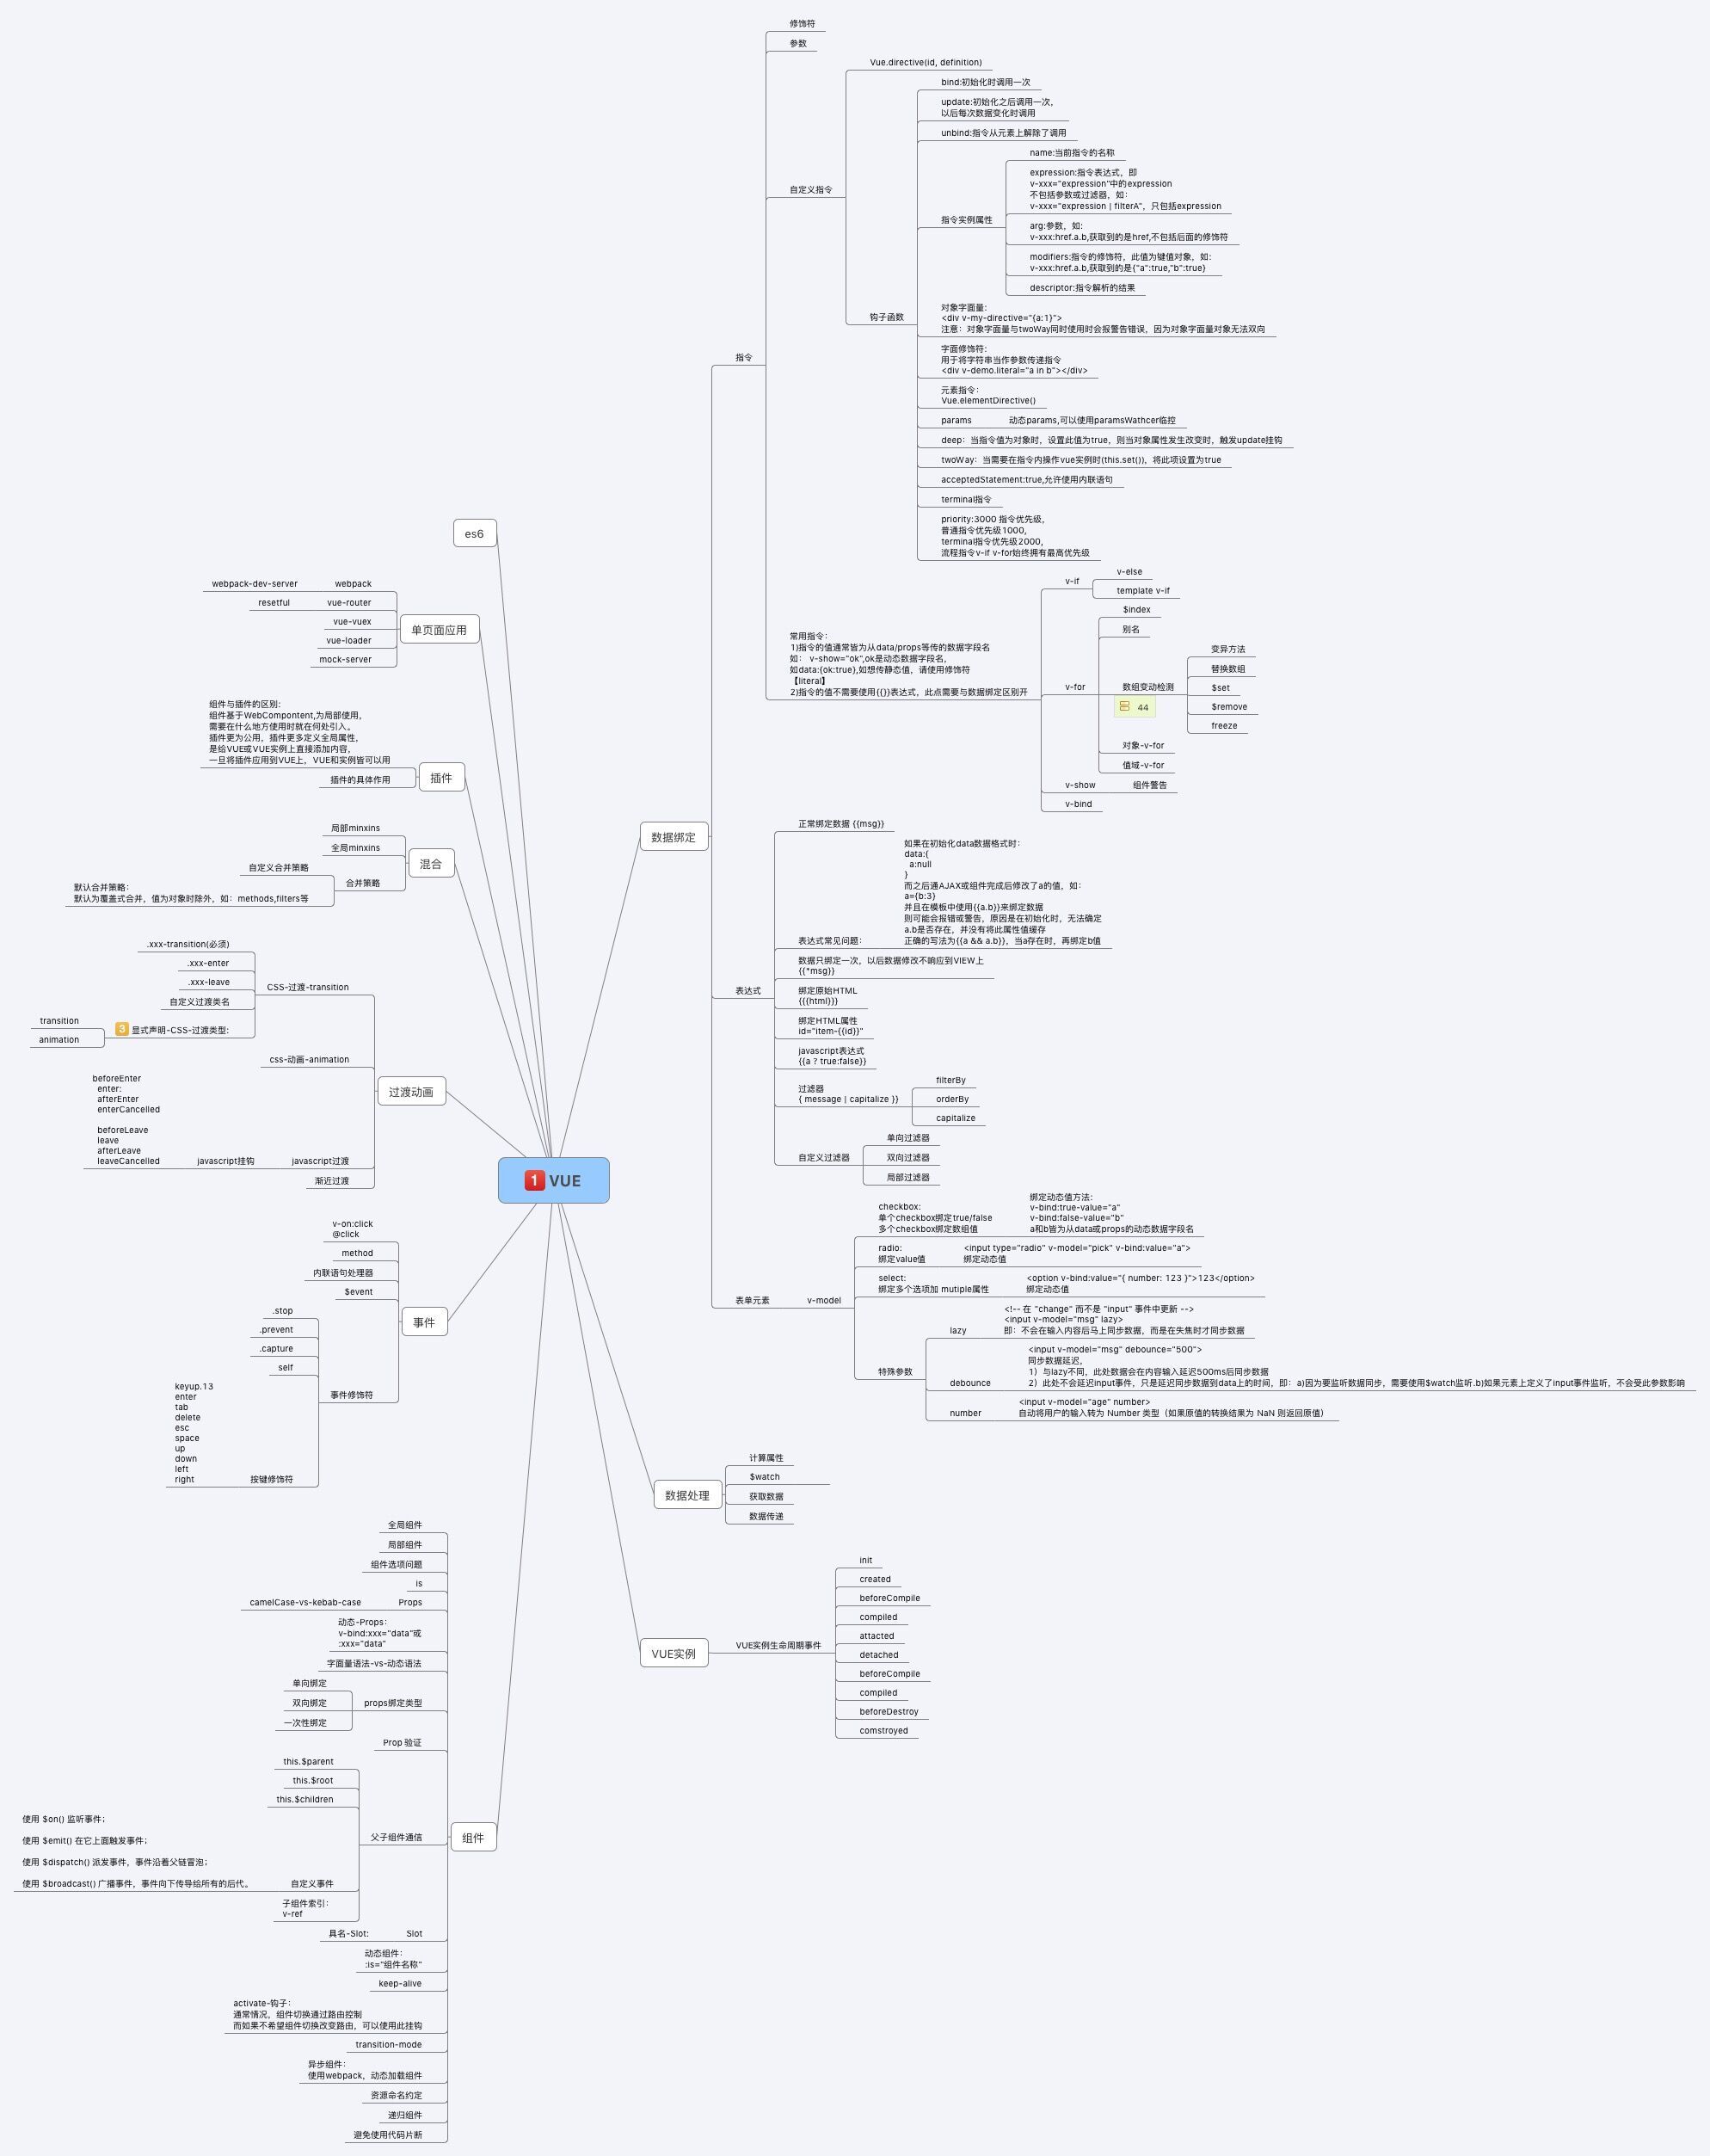 VUE
数据绑定
指令
修饰符
参数
自定义指令
Vue.directive(id, definition)
钩子函数
bind:初始化时调用一次
update:初始化之后调用一次，
以后每次数据变化时调用
unbind:指令从元素上解除了调用
指令实例属性
name:当前指令的名称
expression:指令表达式，即
v-xxx="expression"中的expression
不包括参数或过滤器，如：
v-xxx="expression | filterA"，只包括expression
arg:参数，如:
v-xxx:href.a.b,获取到的是href,不包括后面的修饰符
modifiers:指令的修饰符，此值为键值对象，如:
v-xxx:href.a.b,获取到的是{"a":true,"b":true}
descriptor:指令解析的结果
对象字面量：
<div v-my-directive="{a:1}">
注意：对象字面量与twoWay同时使用时会报警告错误，因为对象字面量对象无法双向
字面修饰符：
用于将字符串当作参数传递指令
<div v-demo.literal="a in b"></div>
元素指令：
Vue.elementDirective()
params
动态params,可以使用paramsWathcer临控
deep：当指令值为对象时，设置此值为true，则当对象属性发生改变时，触发update挂钩
twoWay：当需要在指令内操作vue实例时(this.set())，将此项设置为true
acceptedStatement:true,允许使用内联语句
terminal指令
priority:3000 指令优先级，
普通指令优先级1000，
terminal指令优先级2000，
流程指令v-if v-for始终拥有最高优先级
常用指令：
1)指令的值通常皆为从data/props等传的数据字段名
如： v-show="ok",ok是动态数据字段名，
如data:{ok:true},如想传静态值，请使用修饰符
【literal】
2)指令的值不需要使用{{}}表达式，此点需要与数据绑定区别开
v-if
v-else
template v-if
v-for
$index
别名
数组变动检测
44
变异方法
替换数组
$set
$remove
freeze
对象-v-for
值域-v-for
v-show
组件警告
v-bind
表达式
正常绑定数据 {{msg}}
表达式常见问题：
如果在初始化data数据格式时：
data:{
a:null
}
而之后通AJAX或组件完成后修改了a的值，如：
a={b:3}
并且在模板中使用{{a.b}}来绑定数据
则可能会报错或警告，原因是在初始化时，无法确定
a.b是否存在，并没有将此属性值缓存
正确的写法为{{a && a.b}}，当a存在时，再绑定b值
数据只绑定一次，以后数据修改不响应到VIEW上
{{*msg}}
绑定原始HTML
{{{html}}}
绑定HTML属性
id="item-{{id}}"
javascript表达式
{{a ? true:false}}
过滤器
{ message | capitalize }}
filterBy
orderBy
capitalize
自定义过滤器
单向过滤器
双向过滤器
局部过滤器
表单元素
v-model
checkbox:
单个checkbox绑定true/false
多个checkbox绑定数组值
绑定动态值方法：
v-bind:true-value="a"
v-bind:false-value="b"
a和b皆为从data或props的动态数据字段名
radio:
绑定value值
<input type="radio" v-model="pick" v-bind:value="a">
绑定动态值
select:
绑定多个选项加 mutiple属性
<option v-bind:value="{ number: 123 }">123</option>
绑定动态值
特殊参数
lazy
<!-- 在 "change" 而不是 "input" 事件中更新 -->
<input v-model="msg" lazy>
即：不会在输入内容后马上同步数据，而是在失焦时才同步数据
debounce
<input v-model="msg" debounce="500">
同步数据延迟，
1）与lazy不同，此处数据会在内容输入延迟500ms后同步数据
2）此处不会延迟input事件，只是延迟同步数据到data上的时间，即：a)因为要监听数据同步，需要使用$watch监听.b)如果元素上定义了input事件监听，不会受此参数影响
number
<input v-model="age" number>
自动将用户的输入转为 Number 类型（如果原值的转换结果为 NaN 则返回原值）
数据处理
计算属性
$watch
获取数据
数据传递
VUE实例
VUE实例生命周期事件
init
created
beforeCompile
compiled
attacted
detached
beforeCompile
compiled
beforeDestroy
comstroyed
es6
单页面应用
webpack
webpack-dev-server
vue-router
resetful
vue-vuex
vue-loader
mock-server
插件
组件与插件的区别:
组件基于WebCompontent,为局部使用，
需要在什么地方使用时就在何处引入。
插件更为公用，插件更多定义全局属性，
是给VUE或VUE实例上直接添加内容，
一旦将插件应用到VUE上，VUE和实例皆可以用
插件的具体作用
混合
局部minxins
全局minxins
合并策略
自定义合并策略
默认合并策略：
默认为覆盖式合并，值为对象时除外，如：methods,filters等
过渡动画
CSS-过渡-transition
.xxx-transition(必须)
.xxx-enter
.xxx-leave
自定义过渡类名
3 显式声明-CSS-过渡类型：
transition
animation
css-动画-animation
javascript过渡
javascript挂钩
beforeEnter
enter:
afterEnter
enterCancelled
beforeLeave
leave
afterLeave
leaveCancelled
渐近过渡
事件
v-on:click
@click
method
内联语句处理器
$event
事件修饰符
.stop
.prevent
.capture
self
按键修饰符
keyup.13
enter
tab
delete
esc
space
up
down
left
right
组件
全局组件
局部组件
组件选项问题
is
Props
camelCase-vs-kebab-case
动态-Props：
v-bind:xxx="data"或
:xxx="data"
字面量语法-vs-动态语法
props绑定类型
单向绑定
双向绑定
一次性绑定
Prop 验证
父子组件通信
this.$parent
this.$root
this.$children
自定义事件
使用 $on() 监听事件；
使用 $emit() 在它上面触发事件；
使用 $dispatch() 派发事件，事件沿着父链冒泡；
使用 $broadcast() 广播事件，事件向下传导给所有的后代。
子组件索引：
v-ref
Slot
具名-Slot:
动态组件：
:is="组件名称"
keep-alive
activate-钩子：
通常情况，组件切换通过路由控制
而如果不希望组件切换改变路由，可以使用此挂钩
transition-mode
异步组件：
使用webpack，动态加载组件
资源命名约定
递归组件
避免使用代码片断
1